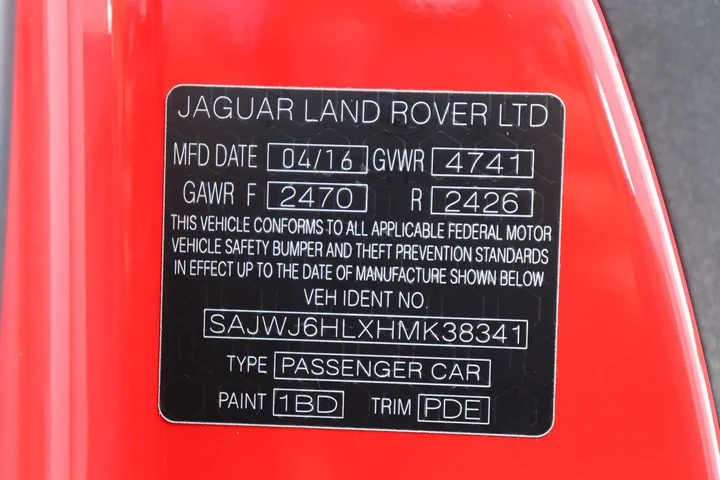 JAGUAR LAND ROVER LTD
MFD DATE 04/16 GVWR 4741
GAWR F 2470 R 2426
THIS VEHICLE CONFORMS TO ALL APPLICABLE FEDERAL MOTOR
VEHICLE SAFETY BUMPER AND THEFT PREVENTION STANDARDS
IN EFFECT UP TO THE DATE OF MANUFACTURE SHOWN BELOW
VEH IDENT NO.
SAJWJ6HLXHMK38341
TYPE PASSENGER CAR
PAINT 1BD TRIM PDE